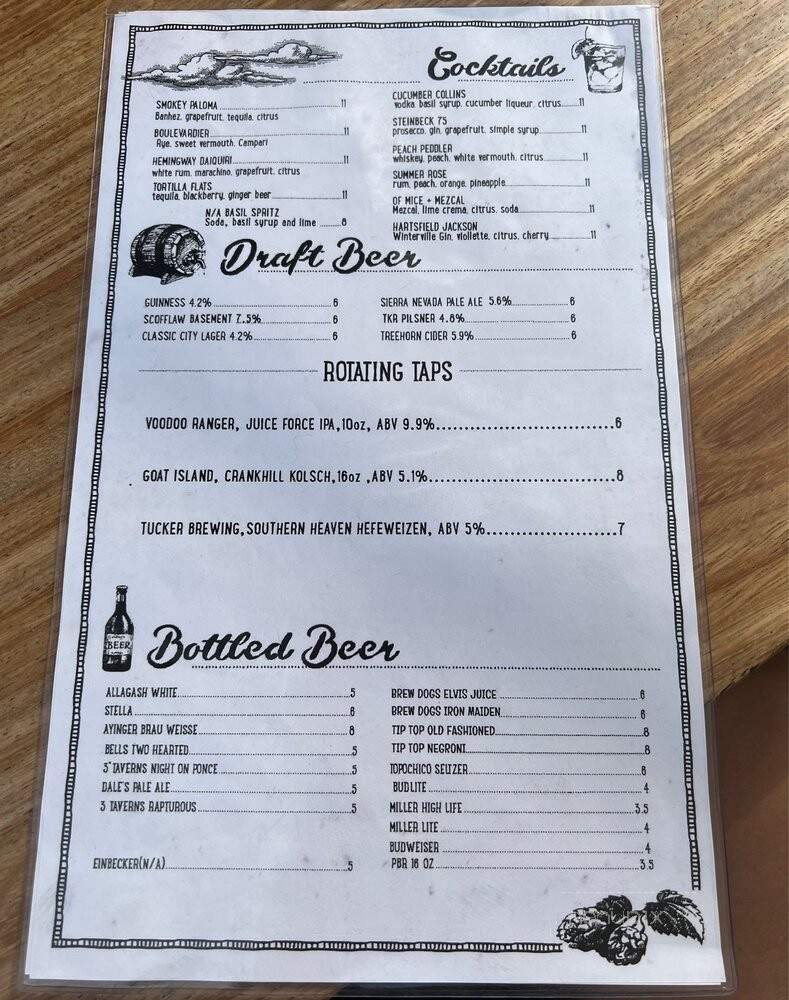 Cocktails
SMOKEY PALOMA 11
Banhez, grapefruit, tequila, citrus
BOULEVARDIER 11
Rye, sweet vermouth, Campari
HEMINGWAY DAIQUIRI 11
white rum, marachino, grapefruit, citrus
TORTILLA FLATS
tequila, blackberry, ginger beer 11
N/A BASIL SPRITZ
Soda, basil syrup and lime 8
CUCUMBER COLLINS
vodka, basil syrup, cucumber liqueur, citrus 11
STEINBECK 75
prosecco, gin, grapefruit, simple syrup 11
PEACH PEDDLER
whiskey, peach, white vermouth, citrus 11
SUMMER ROSE
rum, peach, orange, pineapple 11
OF MICE + MEZCAL
Mezcal, lime crema, citrus, soda 11
HARTSFIELD JACKSON
Winterville Gin, viollette, citrus, cherry 11
Draft Beer
GUINNESS 4.2% 6
SCOFFLAW BASEMENT 7.5% 6
CLASSIC CITY LAGER 4.2% 6
SIERRA NEVADA PALE ALE 5.6% 6
TKR PILSNER 4.8% 6
TREEHORN CIDER 5.9% 6
ROTATING TAPS
VOODOO RANGER, JUICE FORCE IPA,10oz, ABV 9.9% 6
GOAT ISLAND, CRANKHILL KOLSCH,16oz ,ABV 5.1% 8
TUCKER BREWING,SOUTHERN HEAVEN HEFEWEIZEN, ABV 5% 7
BEER
Bottled Beer
ALLAGASH WHITE 5
STELLA 6
AYINGER BRAU WEISSE 8
BELLS TWO HEARTED 5
3 TAVERNS NIGHT ON PONCE 5
DALE'S PALE ALE 5
3 TAVERNS RAPTUROUS 5
EINBECKER(N/A) 5
BREW DOGS ELVIS JUICE 6
BREW DOGS IRON MAIDEN 6
TIP TOP OLD FASHIONED 8
TIP TOP NEGRONI 8
TOPOCHICO SELTZER 6
BUDLITE 4
MILLER HIGH LIFE 3.5
MILLER LITE 4
BUDWEISER 4
PBR 16 OZ 3.5